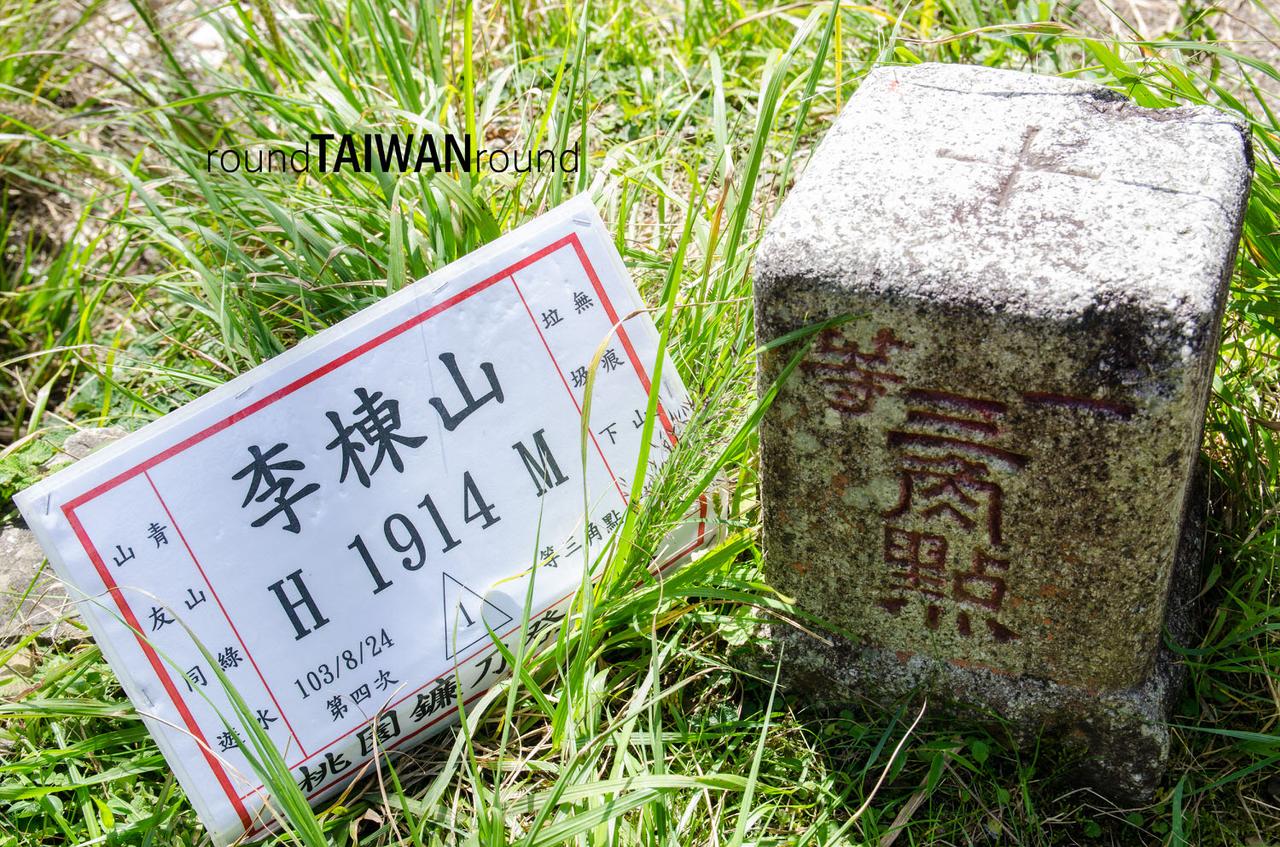 roundTAIWANround
李棟山
H 1914 M
103/8/24
第四次
1 等三角點
無痕山
垃圾下
青山綠水
山友同遊
桃園鐮刀
一等
三角點